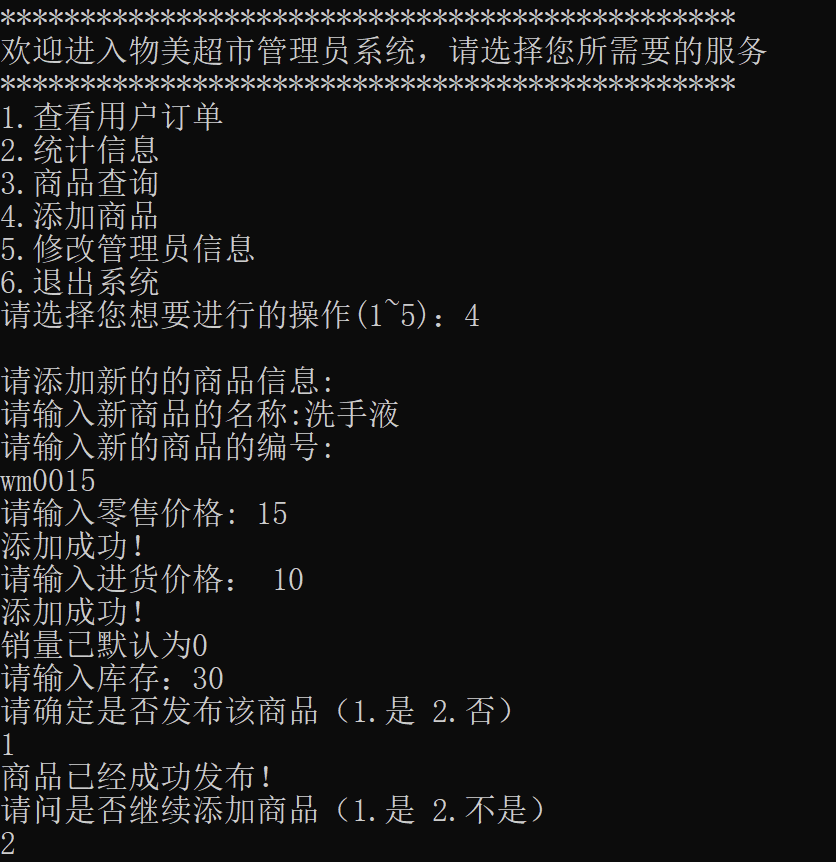 **********************************************
欢迎进入物美超市管理员系统，请选择您所需要的服务
**********************************************
1.查看用户订单
2.统计信息
3.商品查询
4.添加商品
5.修改管理员信息
6.退出系统
请选择您想要进行的操作(1~5)：4
请添加新的的商品信息:
请输入新商品的名称:洗手液
请输入新的商品的编号:
wm0015
请输入零售价格: 15
添加成功!
请输入进货价格： 10
添加成功!
销量已默认为0
请输入库存：30
请确定是否发布该商品（1.是 2.否）
1
商品已经成功发布!
请问是否继续添加商品（1.是 2.不是）
2